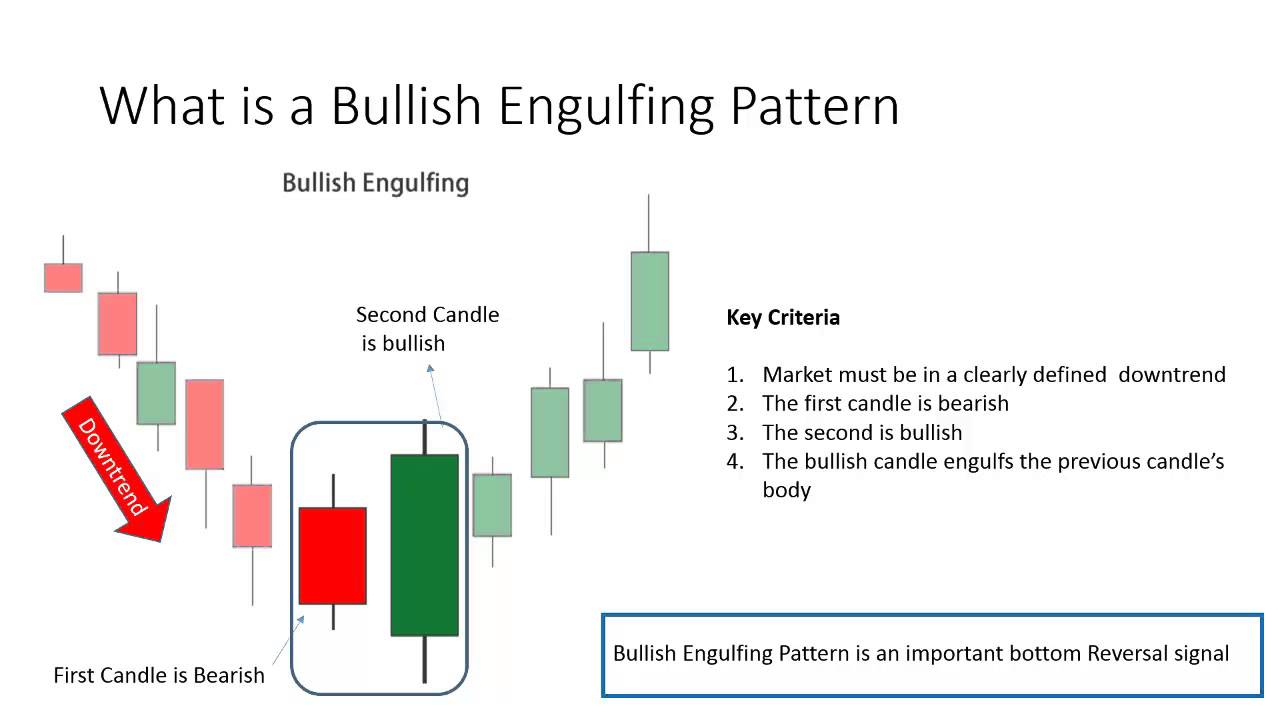 What is a Bullish Engulfing Pattern
Bullish Engulfing
Second Candle
is bullish
Downtrend
First Candle is Bearish
Key Criteria
1. Market must be in a clearly defined downtrend
2. The first candle is bearish
3. The second is bullish
4. The bullish candle engulfs the previous candle’s
body
Bullish Engulfing Pattern is an important bottom Reversal signal